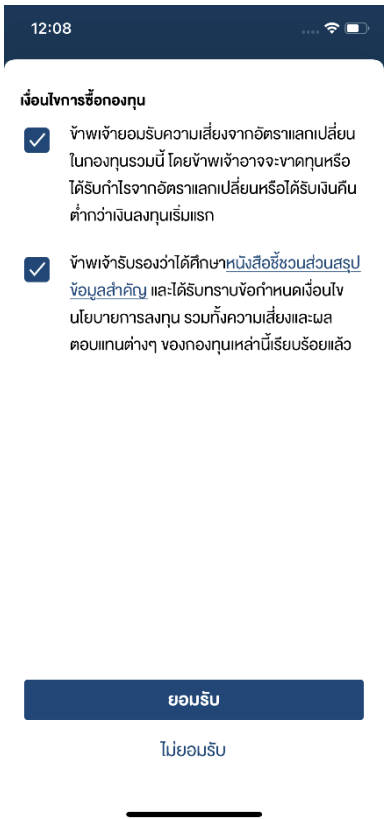 12:08
เงื่อนไขการซื้อกองทุน
ข้าพเจ้ายอมรับความเสี่ยงจากอัตราแลกเปลี่ยน
ในกองทุนรวมนี้ โดยข้าพเจ้าอาจจะขาดทุนหรือ
ได้รับกำไรจากอัตราแลกเปลี่ยนหรือได้รับเงินคืน
ต่ำกว่าเงินลงทุนเริ่มแรก
ข้าพเจ้ารับรองว่าได้ศึกษาหนังสือชี้ชวนส่วนสรุป
ข้อมูลสำคัญ และได้รับทราบข้อกำหนดเงื่อนไข
นโยบายการลงทุน รวมทั้งความเสี่ยงและผล
ตอบแทนต่างๆ ของกองทุนเหล่านี้เรียบร้อยแล้ว
ยอมรับ
ไม่ยอมรับ